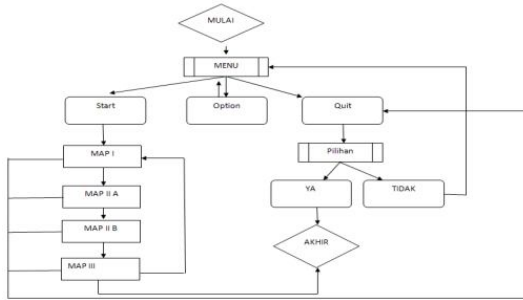 MULAI
MENU
Start
Option
Quit
MAP I
Pilihan
MAP II A
YA
TIDAK
MAP II B
AKHIR
MAP III